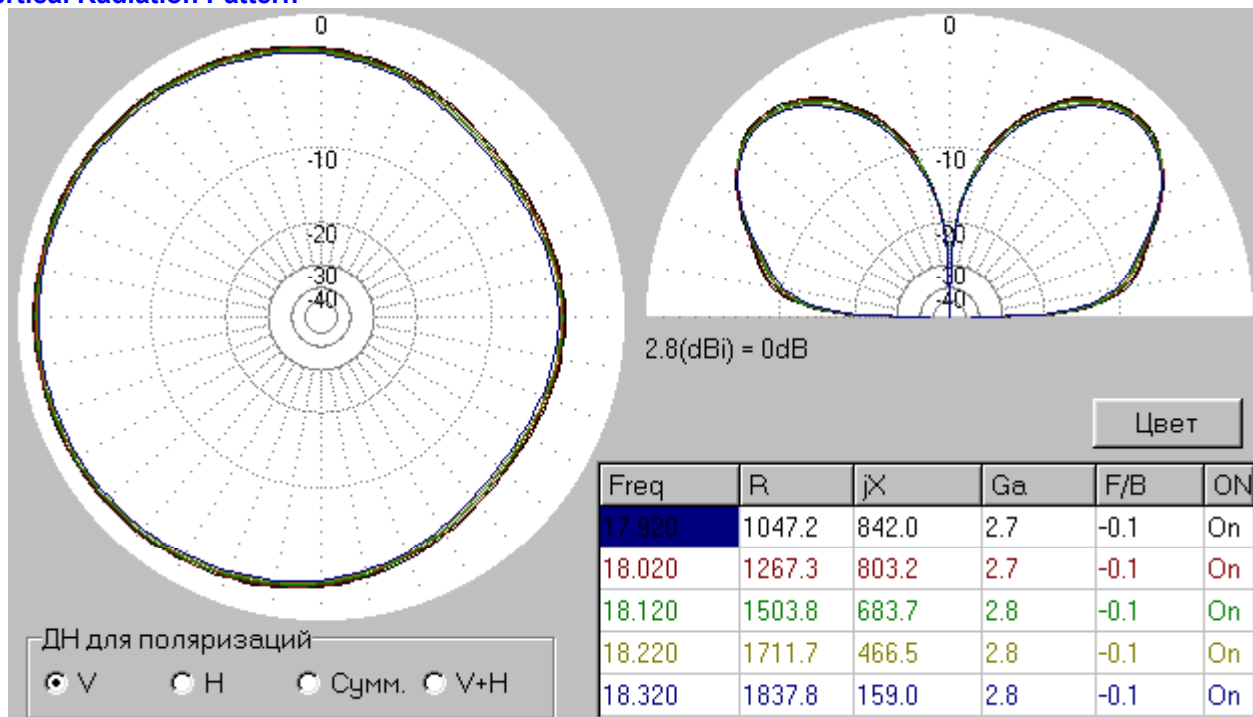 Vertical Radiation Pattern
0
-10
-20
-30
-40
0
-10
-20
-30
-40
2.8(dBi) = 0dB
Цвет
Freq R jX Ga F/B ON
17.920 1047.2 842.0 2.7 -0.1 On
18.020 1267.3 803.2 2.7 -0.1 On
18.120 1503.8 683.7 2.8 -0.1 On
18.220 1711.7 466.5 2.8 -0.1 On
18.320 1837.8 159.0 2.8 -0.1 On
ДН для поляризаций
V H Сумм. V+H